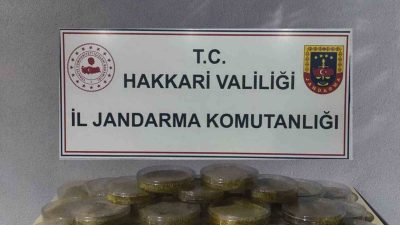 T.C.
HAKKARİ VALİLİĞİ
İL JANDARMA KOMUTANLIĞI